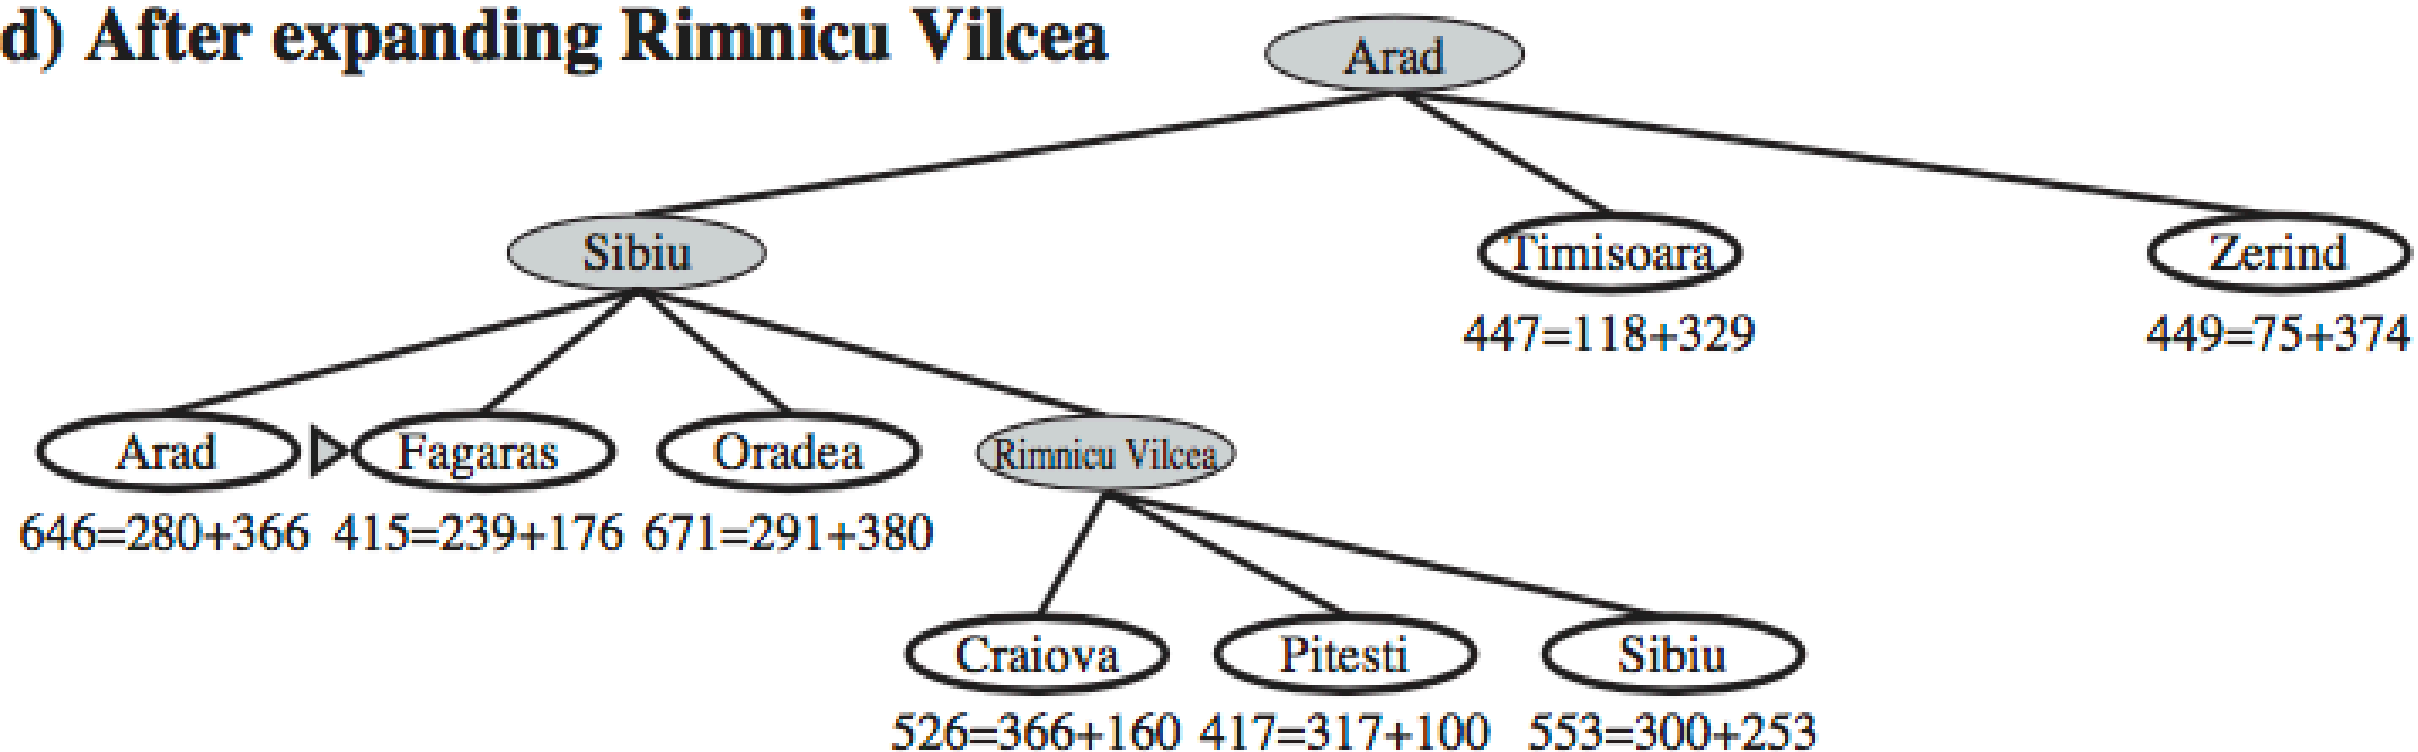 d) After expanding Rimnicu Vilcea
Arad
Sibiu
Timisoara
Zerind
447=118+329
449=75+374
Arad
Fagaras
Oradea
Rimnicu Vilcea
646=280+366
415=239+176
671=291+380
Craiova
Pitesti
Sibiu
526=366+160
417=317+100
553=300+253